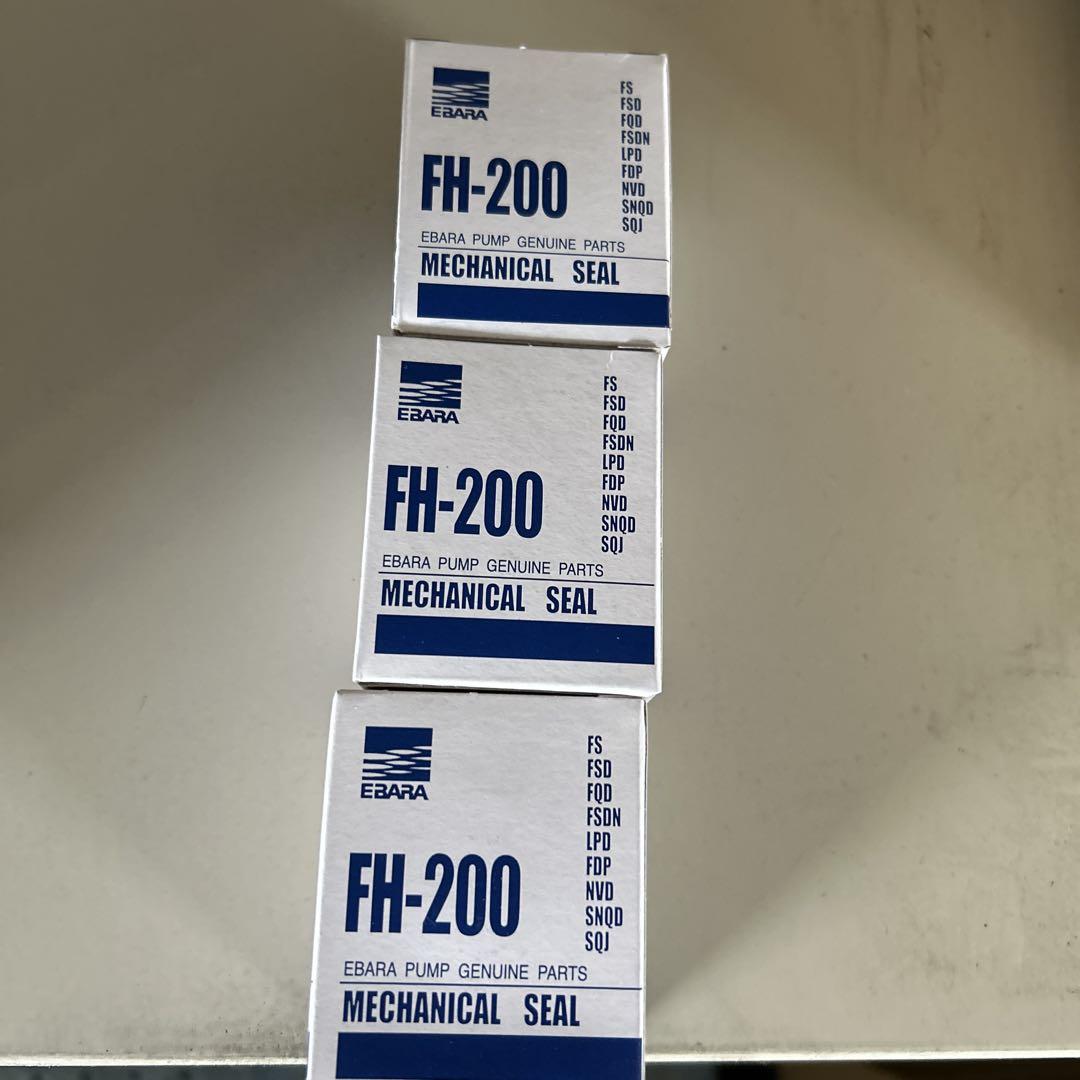 EBARA
FH-200
EBARA PUMP GENUINE PARTS
MECHANICAL SEAL
FS
FSD
FQD
FSDN
LPD
FDP
NVD
SNQD
SQJ
EBARA
FH-200
EBARA PUMP GENUINE PARTS
MECHANICAL SEAL
FS
FSD
FQD
FSDN
LPD
FDP
NVD
SNQD
SQJ
EBARA
FH-200
EBARA PUMP GENUINE PARTS
MECHANICAL SEAL
FS
FSD
FQD
FSDN
LPD
FDP
NVD
SNQD
SQJ